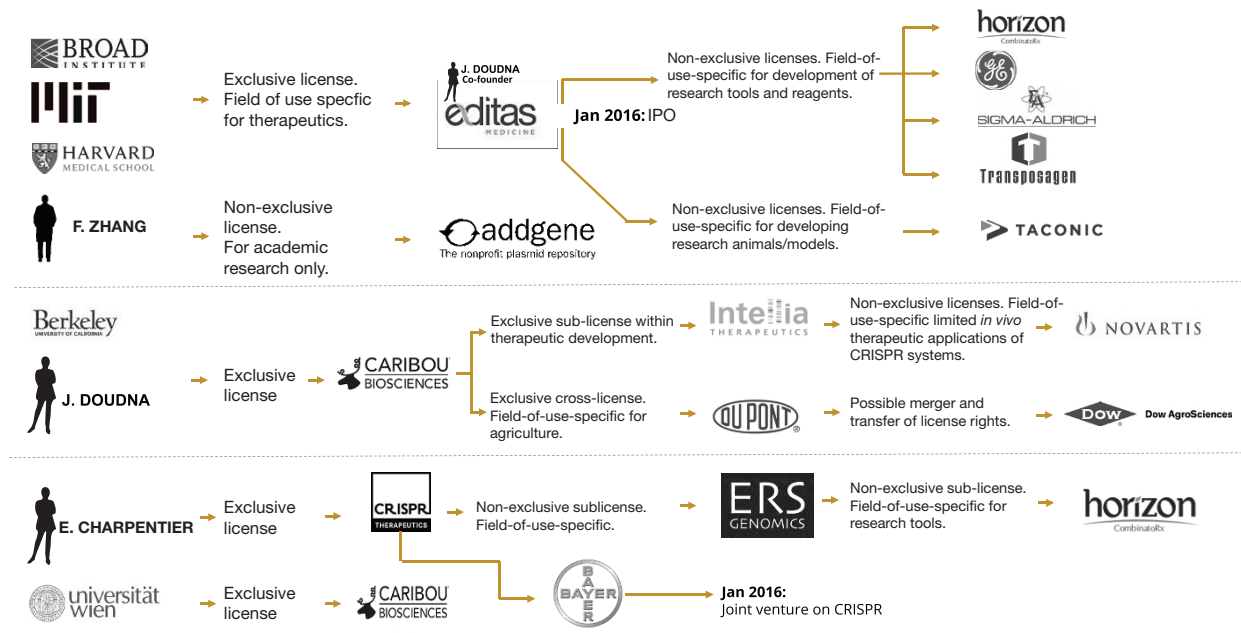 BROAD
INSTITUTE
MIT
HARVARD
MEDICAL SCHOOL
F. ZHANG
Exclusive license.
Field of use specfic
for therapeutics.
Non-exclusive
license.
For academic
research only.
J. DOUDNA
Co-founder
editas
MEDICINE
Jan 2016: IPO
addgene
The nonprofit plasmid repository
Non-exclusive licenses. Field-of-
use-specific for development of
research tools and reagents.
Non-exclusive licenses. Field-of-
use-specific for developing
research animals/models.
horizon
CombinatoRx
GE
SIGMA-ALDRICH
Transposagen
TACONIC
Berkeley
UNIVERSITY OF CALIFORNIA
J. DOUDNA
Exclusive
license
CARIBOU
BIOSCIENCES
Exclusive sub-license within
therapeutic development.
Exclusive cross-license.
Field-of-use-specific for
agriculture.
Intellia
THERAPEUTICS
DU PONT
®
Non-exclusive licenses. Field-of-
use-specific limited in vivo
therapeutic applications of
CRISPR systems.
Possible merger and
transfer of license rights.
NOVARTIS
DOW
®
Dow AgroSciences
E. CHARPENTIER
Exclusive
license
CRISPR
THERAPEUTICS
Non-exclusive sublicense.
Field-of-use-specific.
ERS
GENOMICS
Non-exclusive sub-license.
Field-of-use-specific for
research tools.
horizon
CombinatoRx
universität
wien
Exclusive
license
CARIBOU
BIOSCIENCES
BAYER
BAYER
Jan 2016:
Joint venture on CRISPR